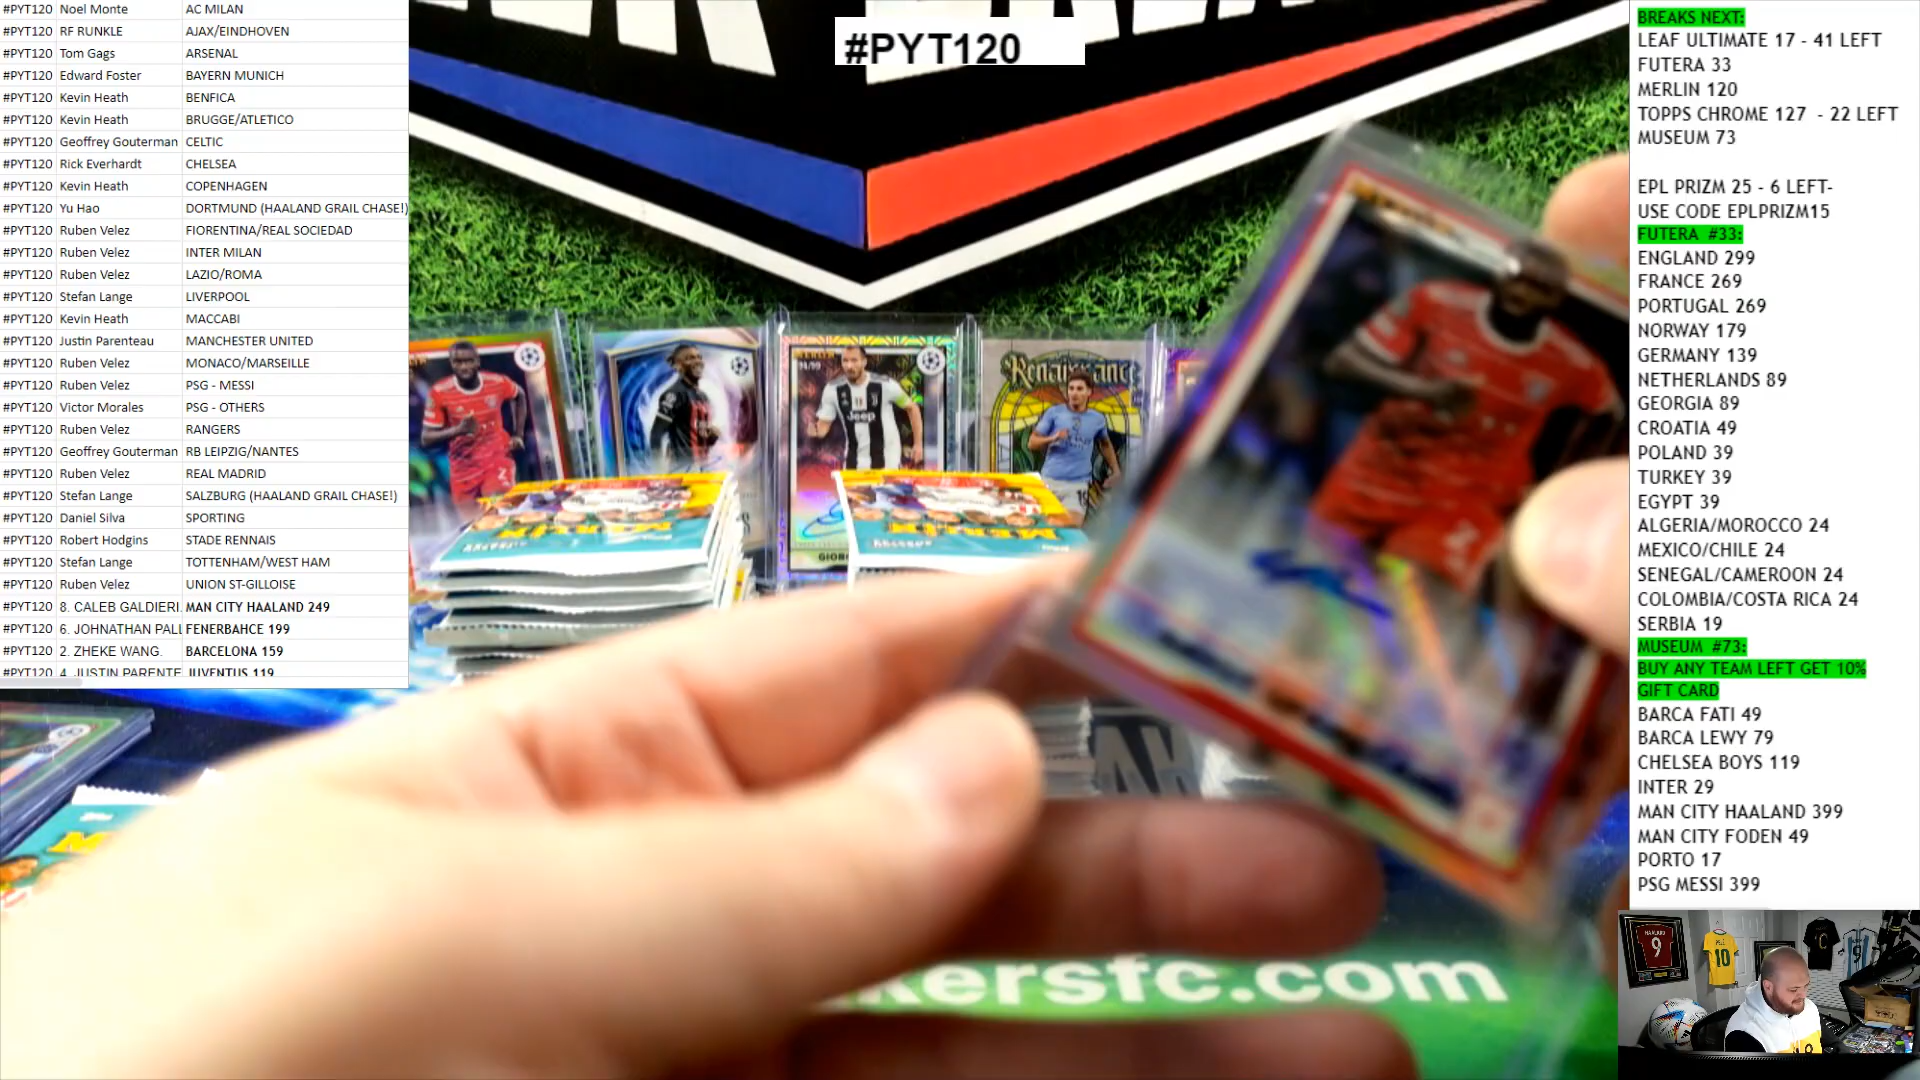 #PYT120 Noel Monte AC MILAN
#PYT120 RF RUNKLE AJAX/EINDHOVEN
#PYT120 Tom Gags ARSENAL
#PYT120 Edward Foster BAYERN MUNICH
#PYT120 Kevin Heath BENFICA
#PYT120 Kevin Heath BRUGGE/ATLETICO
#PYT120 Geoffrey Gouterman CELTIC
#PYT120 Rick Everhardt CHELSEA
#PYT120 Kevin Heath COPENHAGEN
#PYT120 Yu Hao DORTMUND (HAALAND GRAIL CHASE!)
#PYT120 Ruben Velez FIORENTINA/REAL SOCIEDAD
#PYT120 Ruben Velez INTER MILAN
#PYT120 Ruben Velez LAZIO/ROMA
#PYT120 Stefan Lange LIVERPOOL
#PYT120 Kevin Heath MACCABI
#PYT120 Justin Parenteau MANCHESTER UNITED
#PYT120 Ruben Velez MONACO/MARSEILLE
#PYT120 Ruben Velez PSG - MESSI
#PYT120 Victor Morales PSG - OTHERS
#PYT120 Ruben Velez RANGERS
#PYT120 Geoffrey Gouterman RB LEIPZIG/NANTES
#PYT120 Ruben Velez REAL MADRID
#PYT120 Stefan Lange SALZBURG (HAALAND GRAIL CHASE!)
#PYT120 Daniel Silva SPORTING
#PYT120 Robert Hodgins STADE RENNAIS
#PYT120 Stefan Lange TOTTENHAM/WEST HAM
#PYT120 Ruben Velez UNION ST-GILLOISE
#PYT120 8. CALEB GALDIERI. MAN CITY HAALAND 249
#PYT120 6. JOHNATHAN PALL FENERBAHCE 199
#PYT120 2. ZHEKE WANG. BARCELONA 159
#PYT120 4. JUSTIN PARENTE JUVENTUS 119
#PYT120
Renaissance
Jeep
MERLIN
MERLIN
GIOR
kersfc.com
BREAKS NEXT:
LEAF ULTIMATE 17 - 41 LEFT
FUTERA 33
MERLIN 120
TOPPS CHROME 127 - 22 LEFT
MUSEUM 73
EPL PRIZM 25 - 6 LEFT-
USE CODE EPLPRIZM15
FUTERA #33:
ENGLAND 299
FRANCE 269
PORTUGAL 269
NORWAY 179
GERMANY 139
NETHERLANDS 89
GEORGIA 89
CROATIA 49
POLAND 39
TURKEY 39
EGYPT 39
ALGERIA/MOROCCO 24
MEXICO/CHILE 24
SENEGAL/CAMEROON 24
COLOMBIA/COSTA RICA 24
SERBIA 19
MUSEUM #73:
BUY ANY TEAM LEFT GET 10%
GIFT CARD
BARCA FATI 49
BARCA LEWY 79
CHELSEA BOYS 119
INTER 29
MAN CITY HAALAND 399
MAN CITY FODEN 49
PORTO 17
PSG MESSI 399
HAALAND
9
10